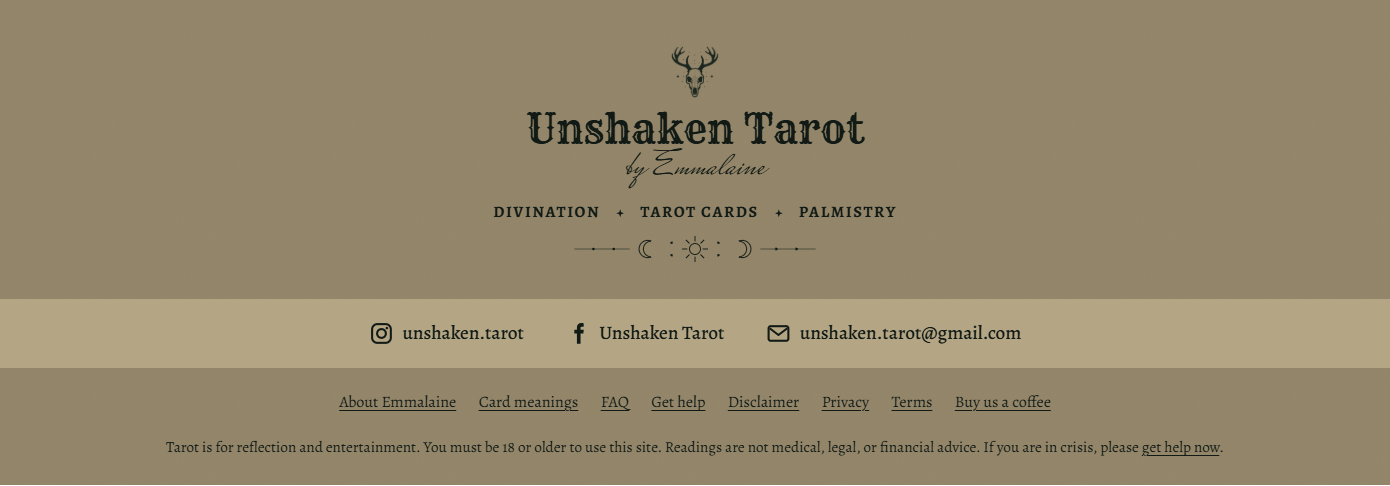 Unshaken Tarot
by Emmalaine
DIVINATION ✦ TAROT CARDS ✦ PALMISTRY
unshaken.tarot Unshaken Tarot unshaken.tarot@gmail.com
About Emmalaine Card meanings FAQ Get help Disclaimer Privacy Terms Buy us a coffee
Tarot is for reflection and entertainment. You must be 18 or older to use this site. Readings are not medical, legal, or financial advice. If you are in crisis, please get help now.